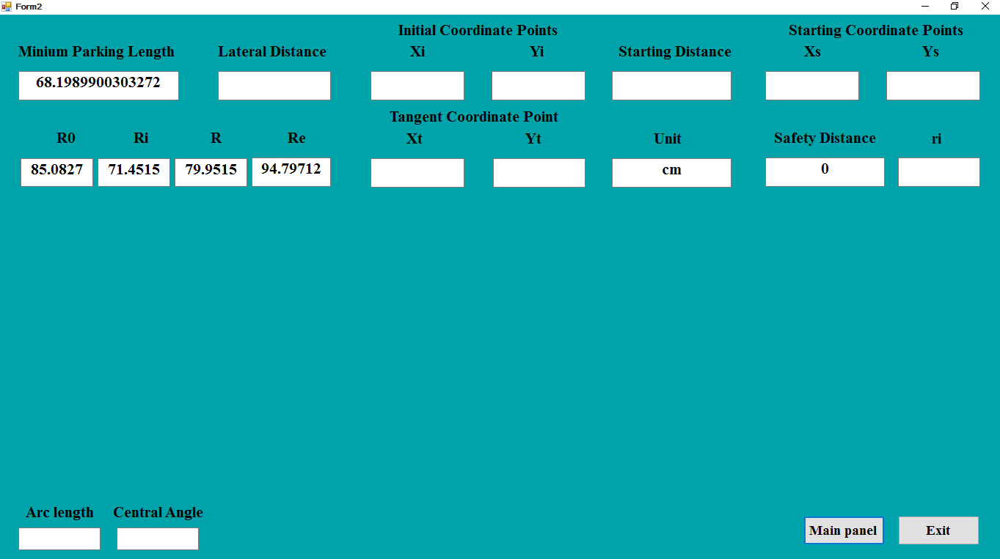 Form2
Initial Coordinate Points
Starting Coordinate Points
Minium Parking Length
Lateral Distance
Xi
Yi
Starting Distance
Xs
Ys
68.1989900303272
Tangent Coordinate Point
R0
Ri
R
Re
Xt
Yt
Unit
Safety Distance
ri
85.0827
71.4515
79.9515
94.79712
cm
0
Arc length
Central Angle
Main panel
Exit